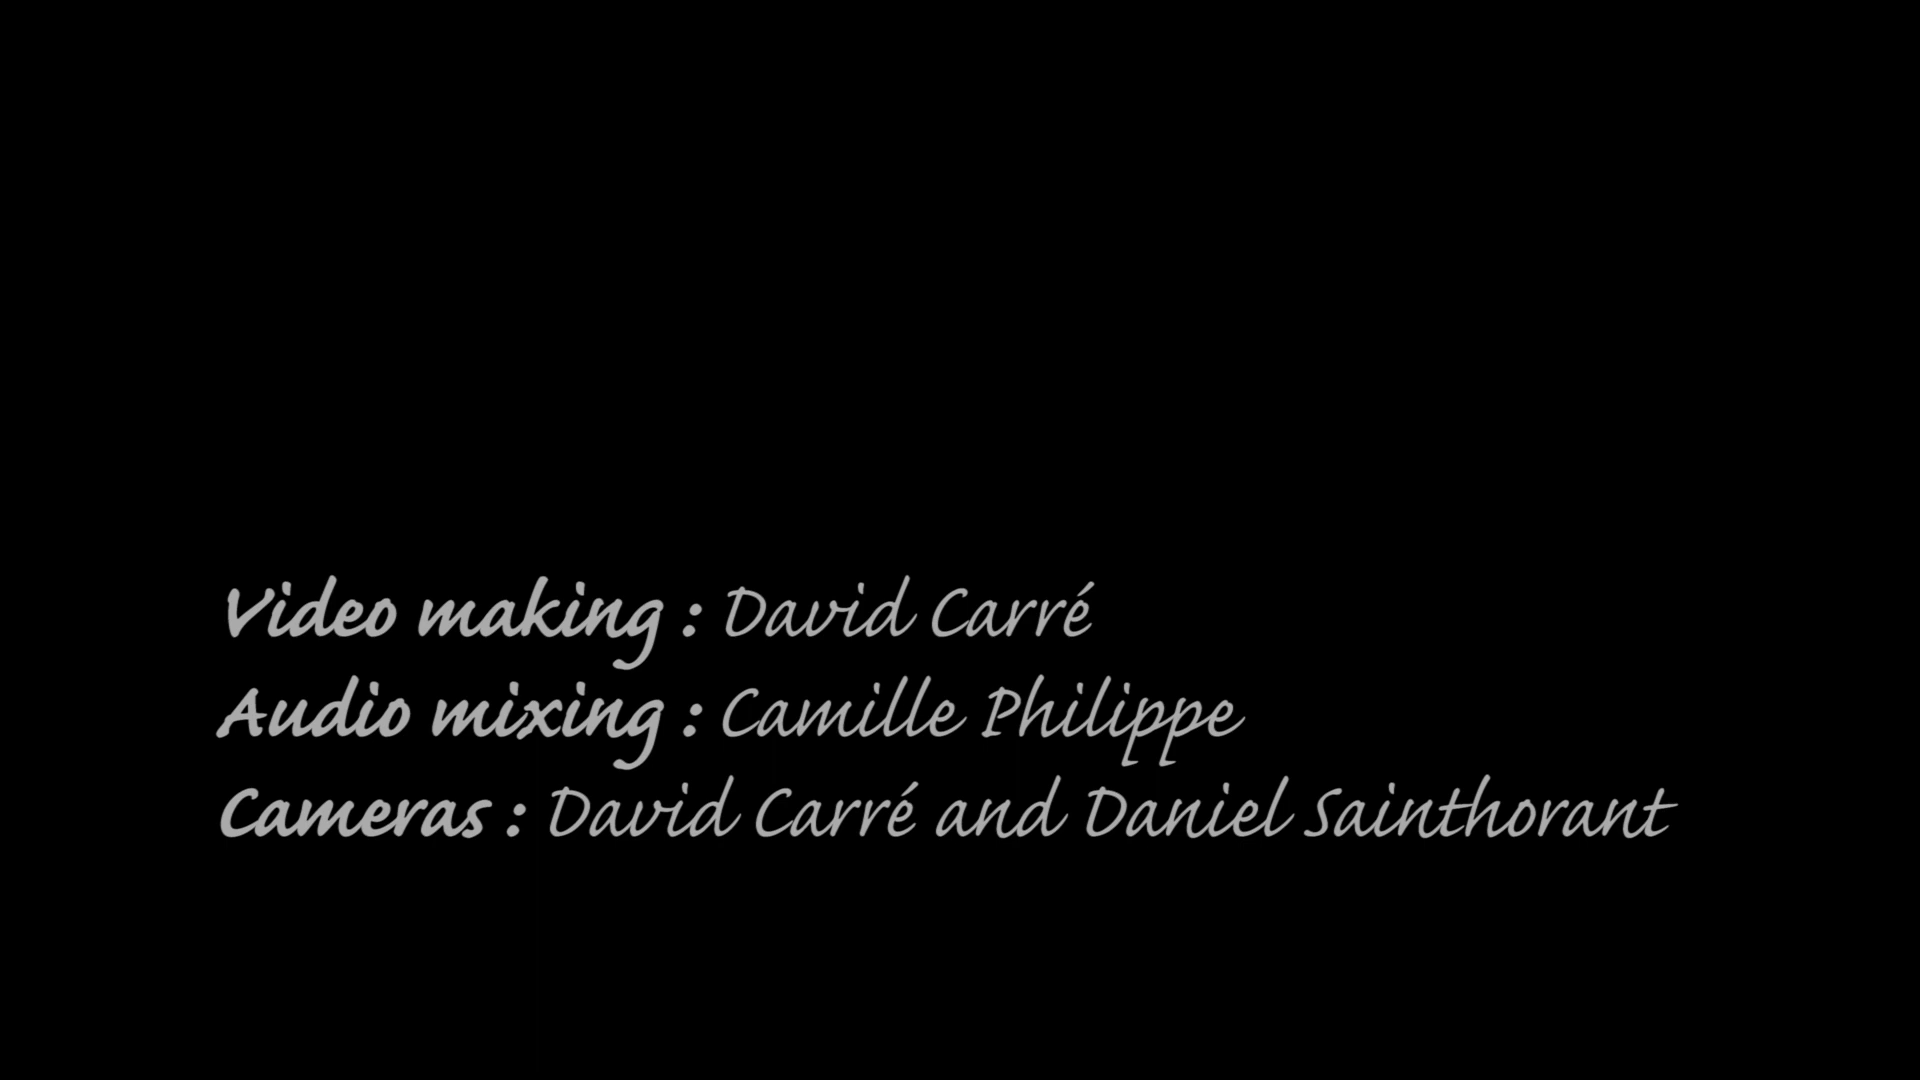 Video making : David Carré
Audio mixing : Camille Philippe
Cameras : David Carré and Daniel Sainthorant